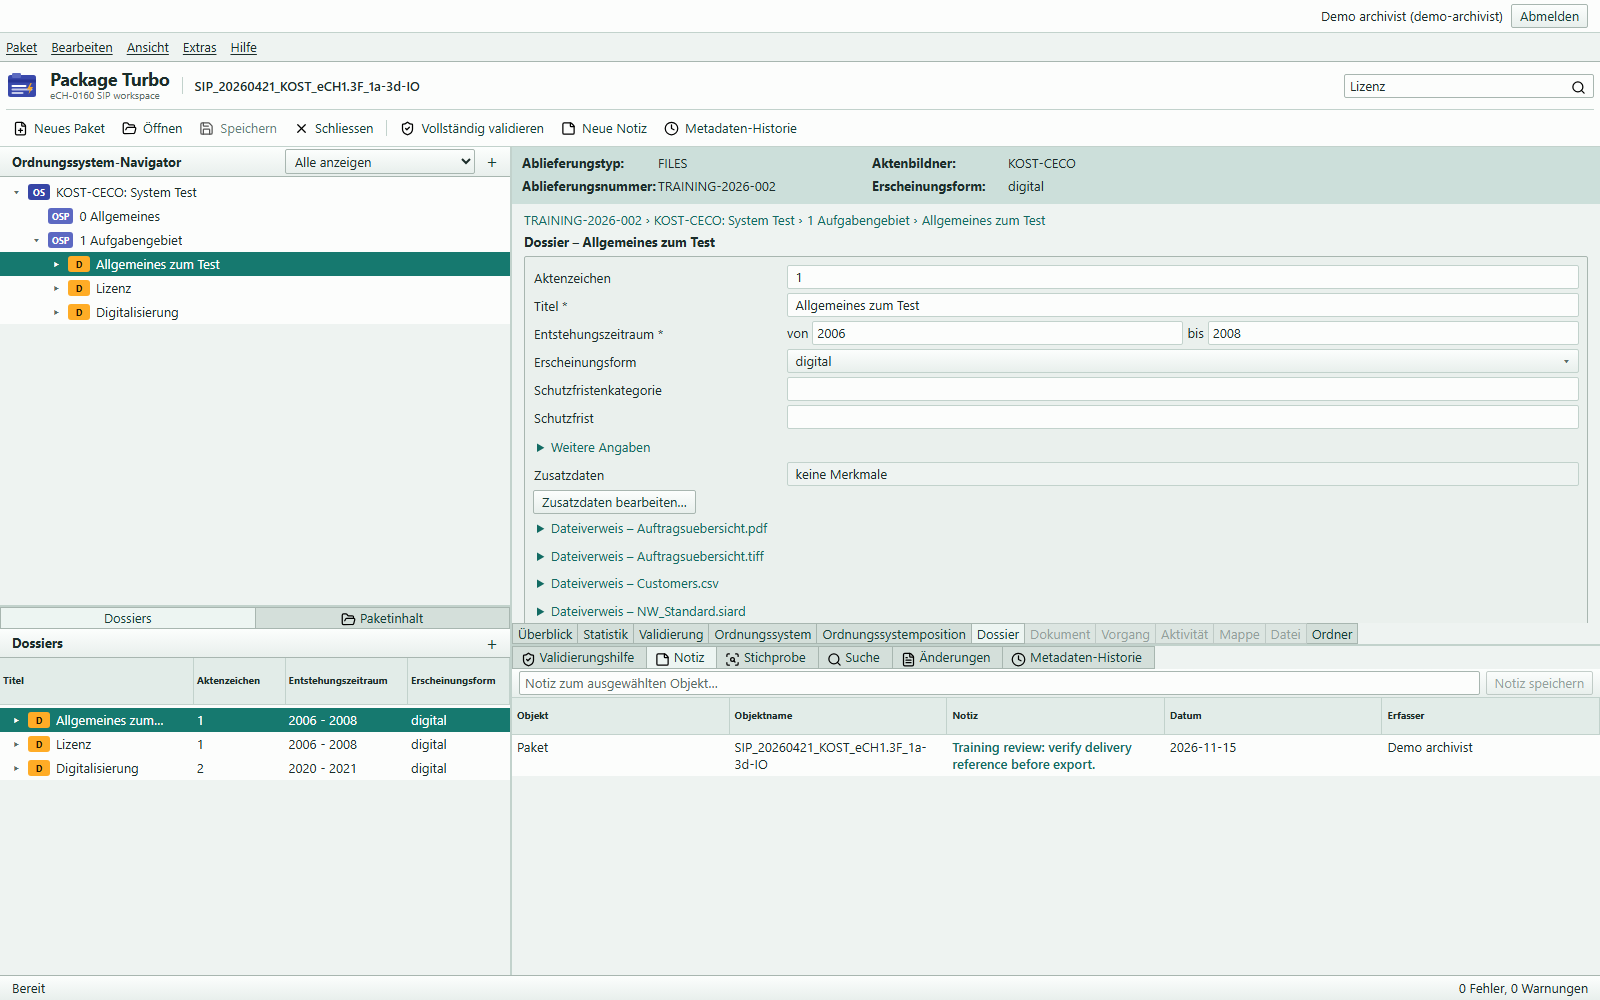 Demo archivist (demo-archivist) Abmelden
Paket Bearbeiten Ansicht Extras Hilfe
Package Turbo
eCH-0160 SIP workspace
SIP_20260421_KOST_eCH1.3F_1a-3d-IO
Lizenz
Neues Paket Öffnen Speichern Schliessen Vollständig validieren Neue Notiz Metadaten-Historie
Ordnungssystem-Navigator Alle anzeigen +
OS KOST-CECO: System Test
OSP 0 Allgemeines
OSP 1 Aufgabengebiet
D Allgemeines zum Test
D Lizenz
D Digitalisierung
Dossiers Paketinhalt
Dossiers +
Titel Aktenzeichen Entstehungszeitraum Erscheinungsform
D Allgemeines zum... 1 2006 - 2008 digital
D Lizenz 1 2006 - 2008 digital
D Digitalisierung 2 2020 - 2021 digital
Ablieferungstyp: FILES Aktenbildner: KOST-CECO
Ablieferungsnummer: TRAINING-2026-002 Erscheinungsform: digital
TRAINING-2026-002 › KOST-CECO: System Test › 1 Aufgabengebiet › Allgemeines zum Test
Dossier – Allgemeines zum Test
Aktenzeichen 1
Titel * Allgemeines zum Test
Entstehungszeitraum * von 2006 bis 2008
Erscheinungsform digital
Schutzfristenkategorie
Schutzfrist
Weitere Angaben
Zusatzdaten keine Merkmale
Zusatzdaten bearbeiten...
Dateiverweis – Auftragsuebersicht.pdf
Dateiverweis – Auftragsuebersicht.tiff
Dateiverweis – Customers.csv
Dateiverweis – NW_Standard.siard
Überblick Statistik Validierung Ordnungssystem Ordnungssystemposition Dossier Dokument Vorgang Aktivität Mappe Datei Ordner
Validierungshilfe Notiz Stichprobe Suche Änderungen Metadaten-Historie
Notiz zum ausgewählten Objekt... Notiz speichern
Objekt Objektname Notiz Datum Erfasser
Paket SIP_20260421_KOST_eCH1.3F_1a- Training review: verify delivery 2026-11-15 Demo archivist
3d-IO reference before export.
Bereit 0 Fehler, 0 Warnungen